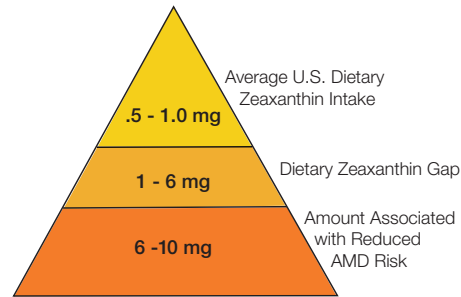 Average U.S. Dietary
Zeaxanthin Intake
.5 - 1.0 mg
Dietary Zeaxanthin Gap
1 - 6 mg
Amount Associated
with Reduced
AMD Risk
6 -10 mg